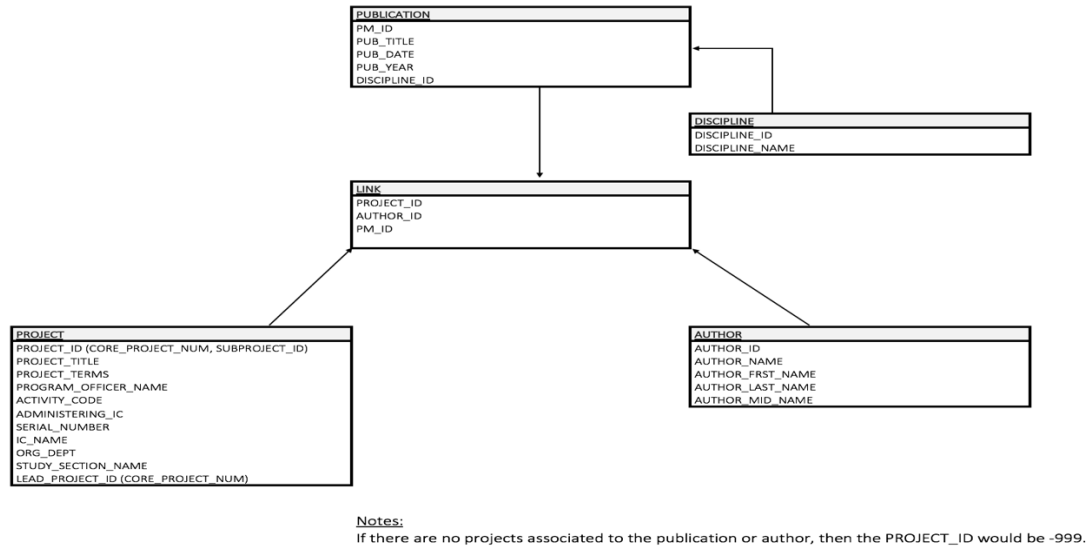 PUBLICATION
PM_ID
PUB_TITLE
PUB_DATE
PUB_YEAR
DISCIPLINE_ID
DISCIPLINE
DISCIPLINE_ID
DISCIPLINE_NAME
LINK
PROJECT_ID
AUTHOR_ID
PM_ID
PROJECT
PROJECT_ID (CORE_PROJECT_NUM, SUBPROJECT_ID)
PROJECT_TITLE
PROJECT_TERMS
PROGRAM_OFFICER_NAME
ACTIVITY_CODE
ADMINISTERING_IC
SERIAL_NUMBER
IC_NAME
ORG_DEPT
STUDY_SECTION_NAME
LEAD_PROJECT_ID (CORE_PROJECT_NUM)
AUTHOR
AUTHOR_ID
AUTHOR_NAME
AUTHOR_FRST_NAME
AUTHOR_LAST_NAME
AUTHOR_MID_NAME
Notes:
If there are no projects associated to the publication or author, then the PROJECT_ID would be -999.